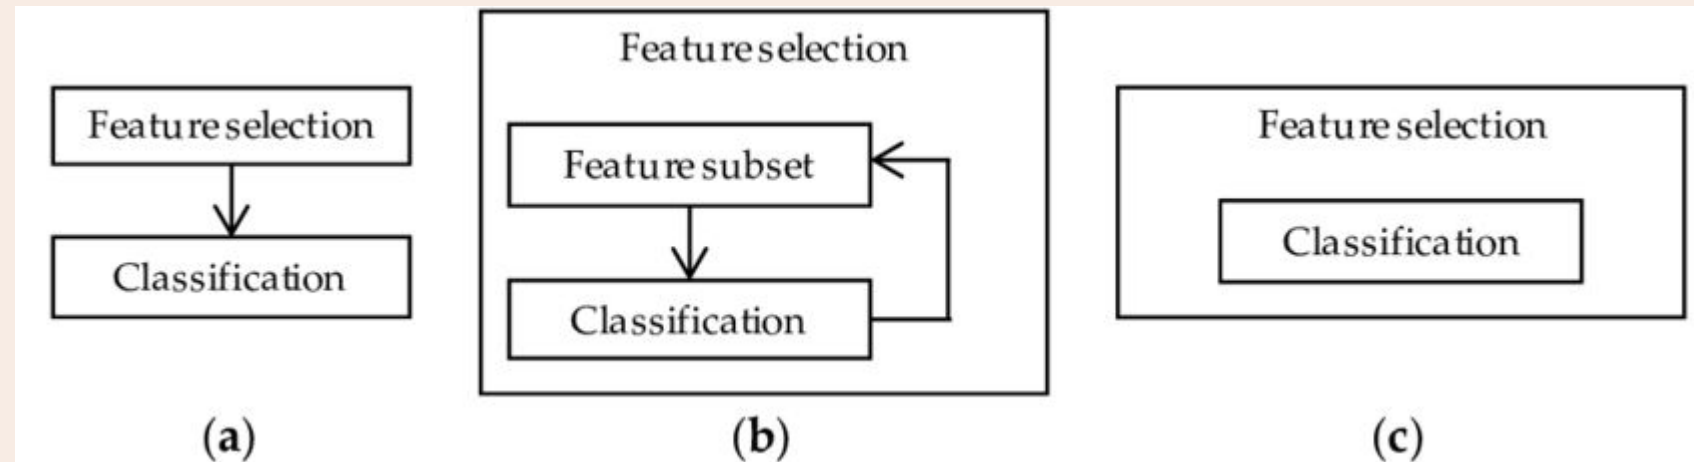 Feature selection
Classification
(a)
Feature selection
Feature subset
Classification
(b)
Feature selection
Classification
(c)